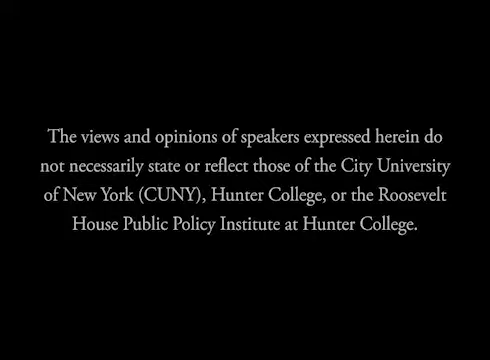 The views and opinions of speakers expressed herein do
not necessarily state or reflect those of the City University
of New York (CUNY), Hunter College, or the Roosevelt
House Public Policy Institute at Hunter College.